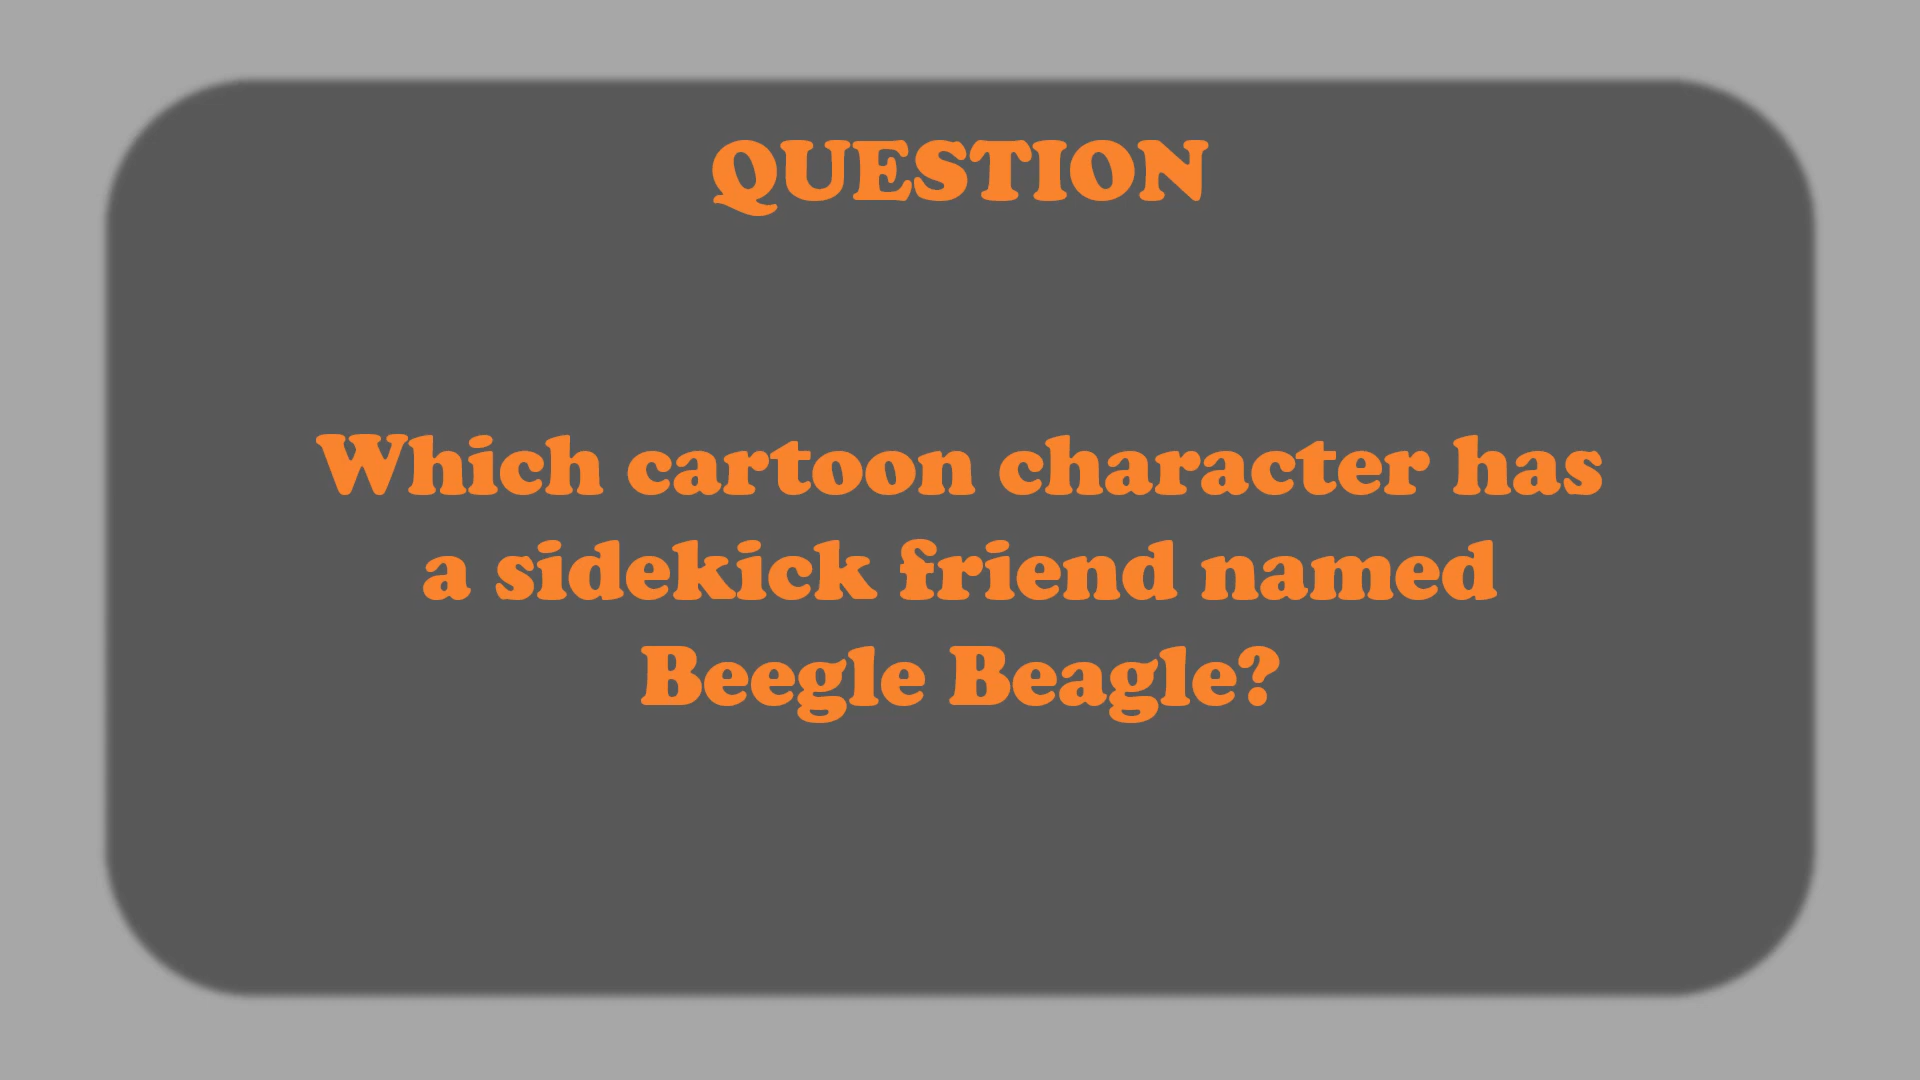 QUESTION
Which cartoon character has
a sidekick friend named
Beegle Beagle?